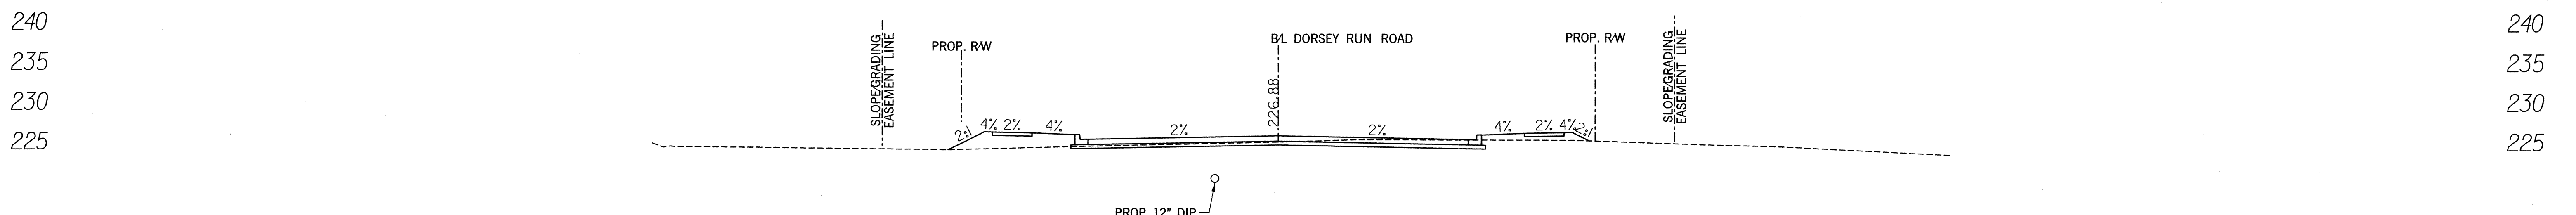 240
235
230
225
SLOPE/GRADING
EASEMENT LINE
PROP. R/W
B/L DORSEY RUN ROAD
226.88
PROP. R/W
SLOPE/GRADING
EASEMENT LINE
2:1
4% 2% 4%
2%
2%
4% 2% 4%
2:1
PROP. 12" DIP
240
235
230
225